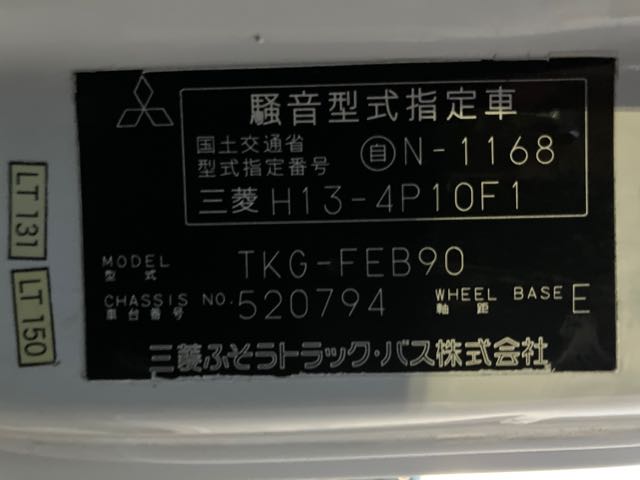 騒音型式指定車
国土交通省
型式指定番号
自 N-1168
三菱 H13-4P10F1
MODEL
型式
TKG-FEB90
CHASSIS NO.
車台番号
520794
WHEEL BASE
軸距
E
三菱ふそうトラック・バス株式会社
LT 131
LT 150